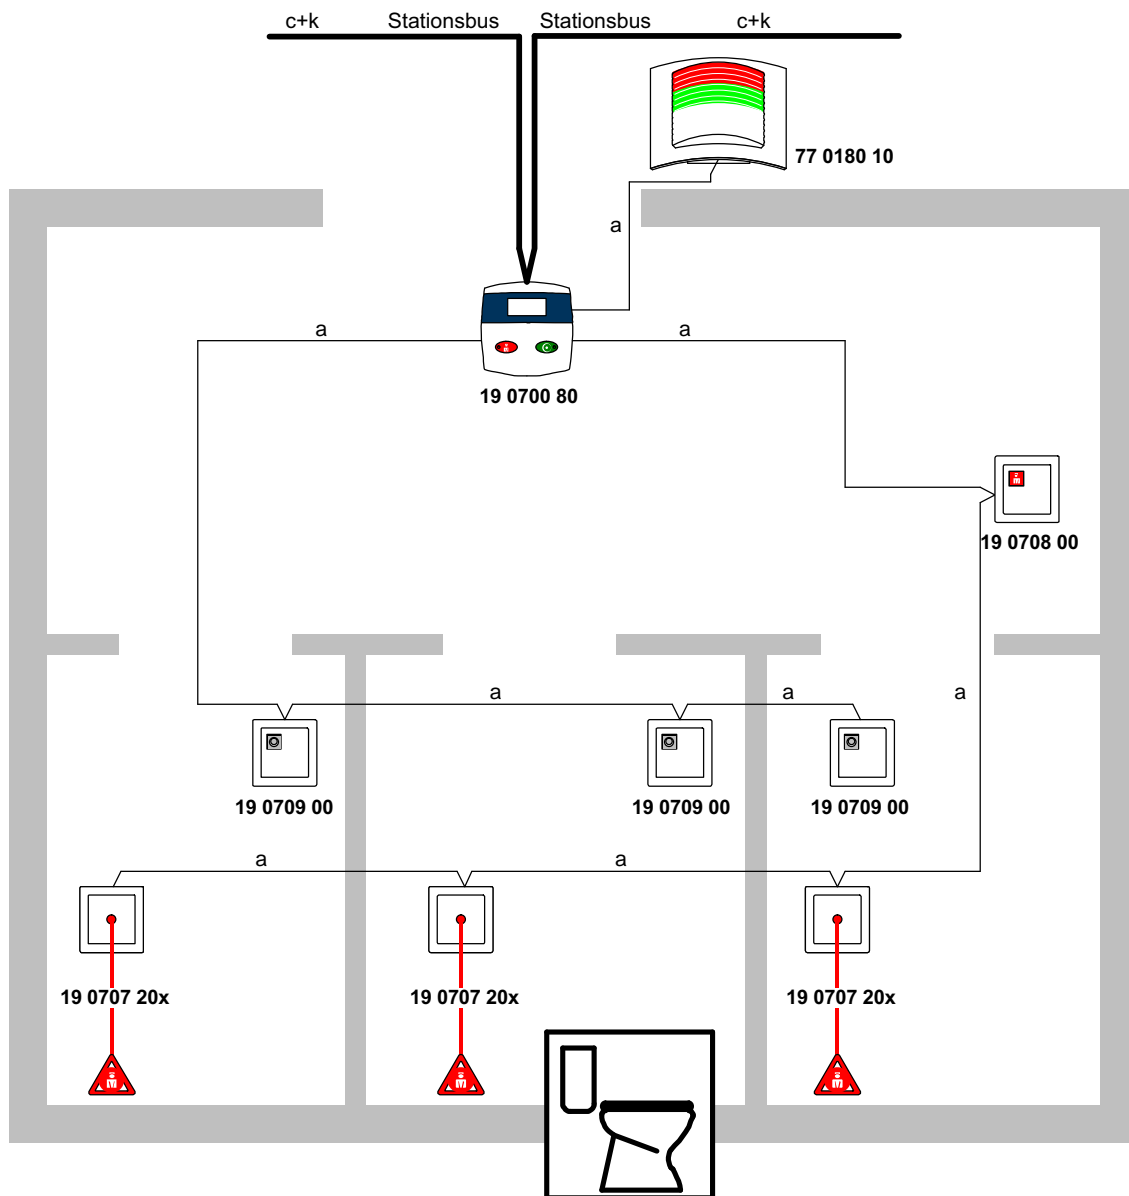 c+k Stationsbus Stationsbus c+k
77 0180 10
a
a a
19 0700 80
19 0708 00
a a a
19 0709 00 19 0709 00 19 0709 00
a a
19 0707 20x 19 0707 20x 19 0707 20x